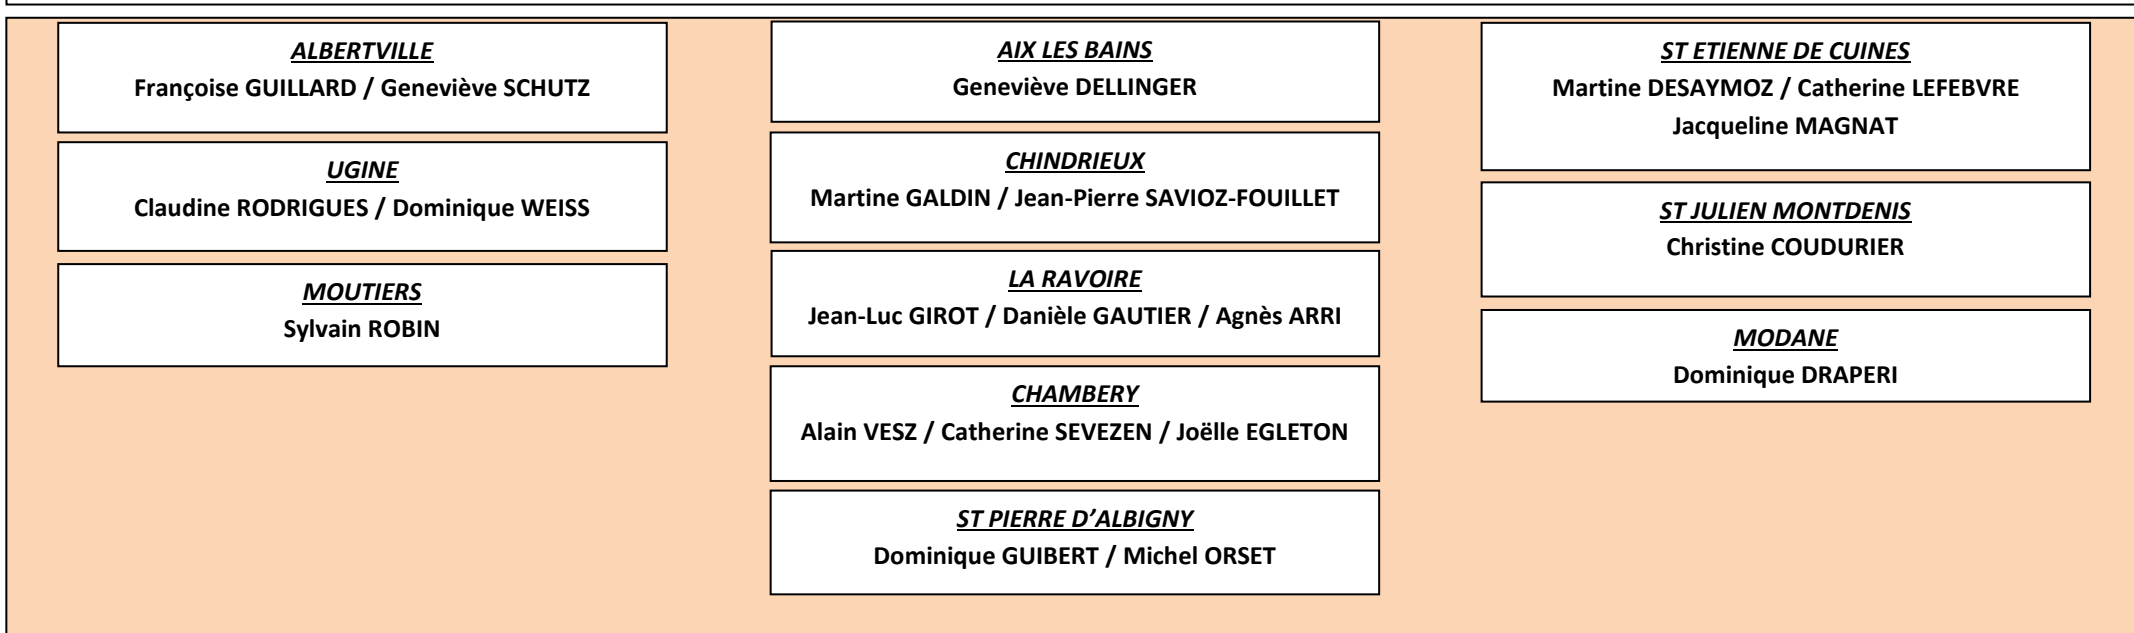 ALBERTVILLE
Françoise GUILLARD / Geneviève SCHUTZ
UGINE
Claudine RODRIGUES / Dominique WEISS
MOUTIERS
Sylvain ROBIN
AIX LES BAINS
Geneviève DELLINGER
CHINDRIEUX
Martine GALDIN / Jean-Pierre SAVIOZ-FOUILLET
LA RAVOIRE
Jean-Luc GIROT / Danièle GAUTIER / Agnès ARRI
CHAMBERY
Alain VESZ / Catherine SEVEZEN / Joëlle EGLETON
ST PIERRE D’ALBIGNY
Dominique GUIBERT / Michel ORSET
ST ETIENNE DE CUINES
Martine DESAYMOZ / Catherine LEFEBVRE
Jacqueline MAGNAT
ST JULIEN MONTDENIS
Christine COUDURIER
MODANE
Dominique DRAPERI